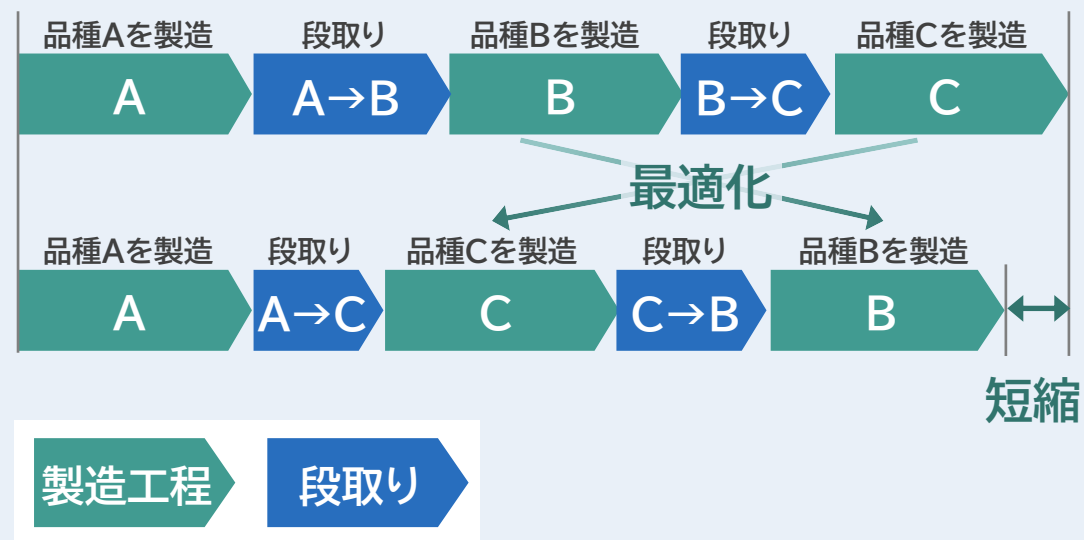 品種Aを製造 段取り 品種Bを製造 段取り 品種Cを製造
A A→B B B→C C
最適化
品種Aを製造 段取り 品種Cを製造 段取り 品種Bを製造
A A→C C C→B B
短縮
製造工程 段取り